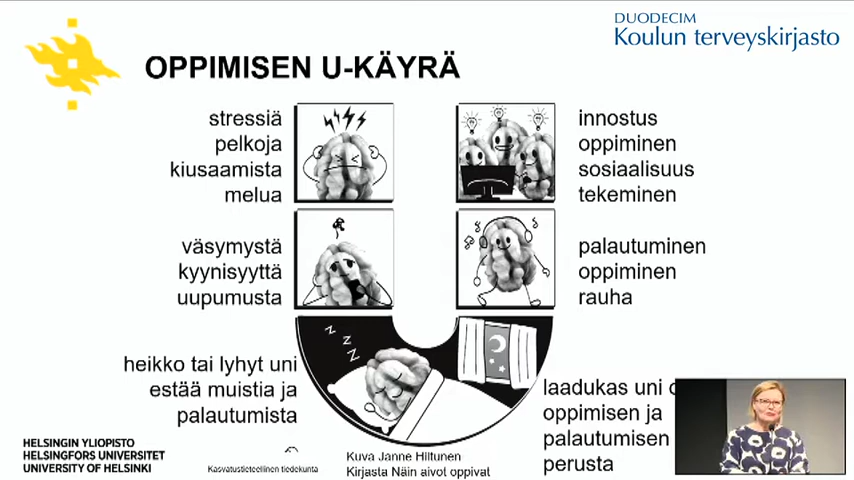 DUODECIM
Koulun terveyskirjasto
OPPIMISEN U-KÄYRÄ
stressiä
pelkoja
kiusaamista
melua
innostus
oppiminen
sosiaalisuus
tekeminen
väsymystä
kyynisyyttä
uupumusta
palautuminen
oppiminen
rauha
Z
Z
Z
heikko tai lyhyt uni
estää muistia ja
palautumista
laadukas uni
oppimisen ja
palautumisen
perusta
HELSINGIN YLIOPISTO
HELSINGFORS UNIVERSITET
UNIVERSITY OF HELSINKI
Kasvatustieteellinen tiedekunta
Kuva Janne Hiltunen
Kirjasta Näin aivot oppivat